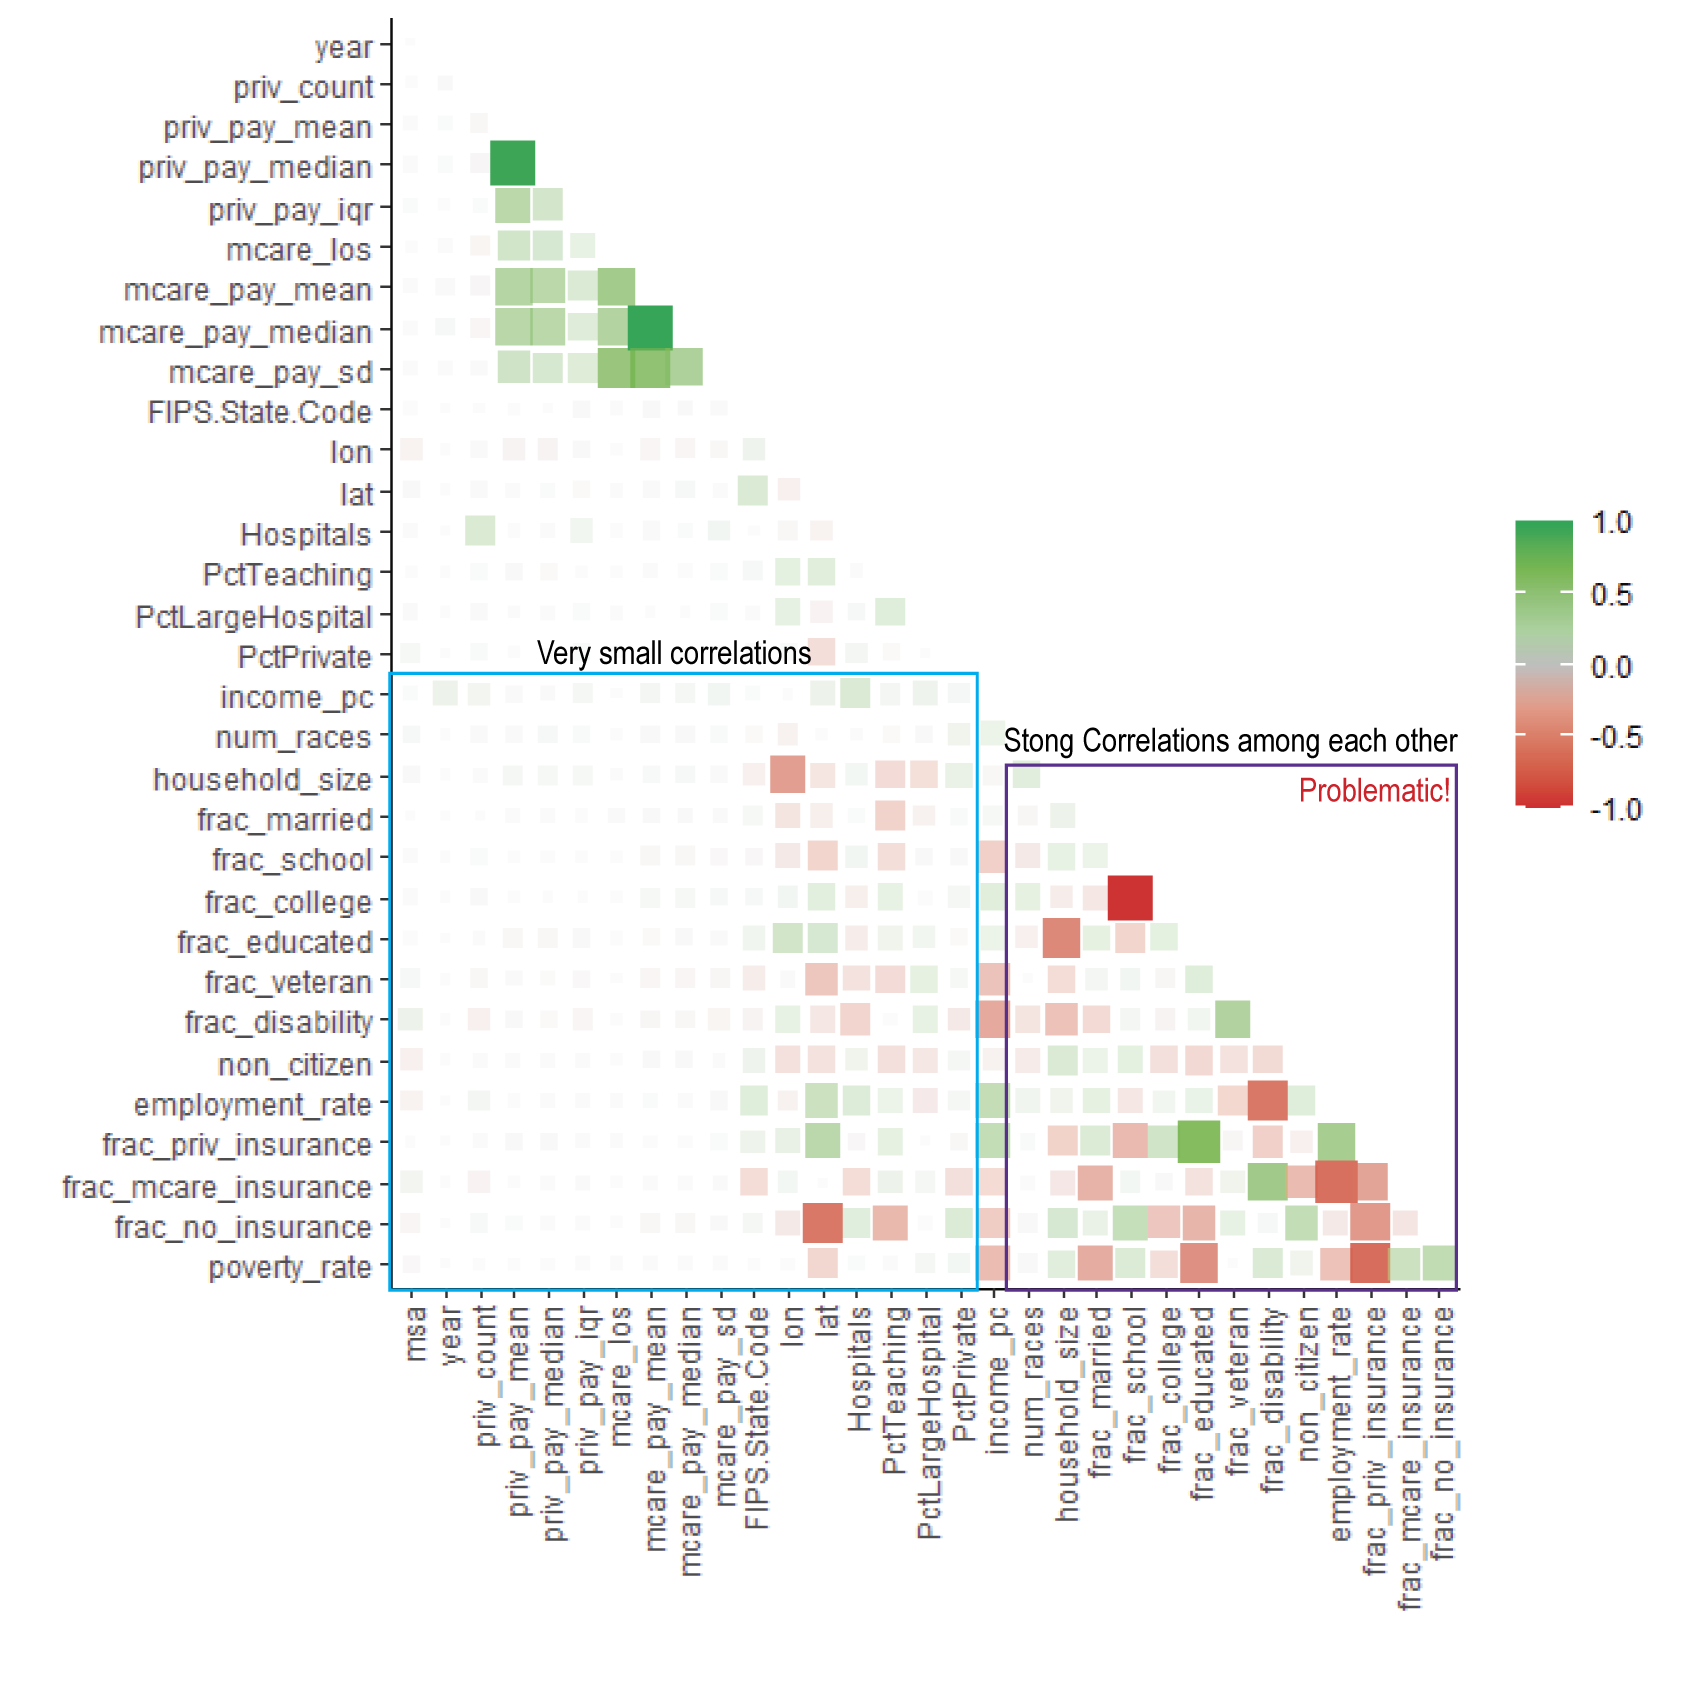 year
priv_count
priv_pay_mean
priv_pay_median
priv_pay_iqr
mcare_los
mcare_pay_mean
mcare_pay_median
mcare_pay_sd
FIPS.State.Code
lon
lat
Hospitals
PctTeaching
PctLargeHospital
PctPrivate
income_pc
num_races
household_size
frac_married
frac_school
frac_college
frac_educated
frac_veteran
frac_disability
non_citizen
employment_rate
frac_priv_insurance
frac_mcare_insurance
frac_no_insurance
poverty_rate
Very small correlations
Stong Correlations among each other
Problematic!
1.0
0.5
0.0
-0.5
-1.0
msa
year
priv_count
priv_pay_mean
priv_pay_median
priv_pay_iqr
mcare_los
mcare_pay_mean
mcare_pay_median
mcare_pay_sd
FIPS.State.Code
lon
lat
Hospitals
PctTeaching
PctLargeHospital
PctPrivate
income_pc
num_races
household_size
frac_married
frac_school
frac_college
frac_educated
frac_veteran
frac_disability
non_citizen
employment_rate
frac_priv_insurance
frac_mcare_insurance
frac_no_insurance